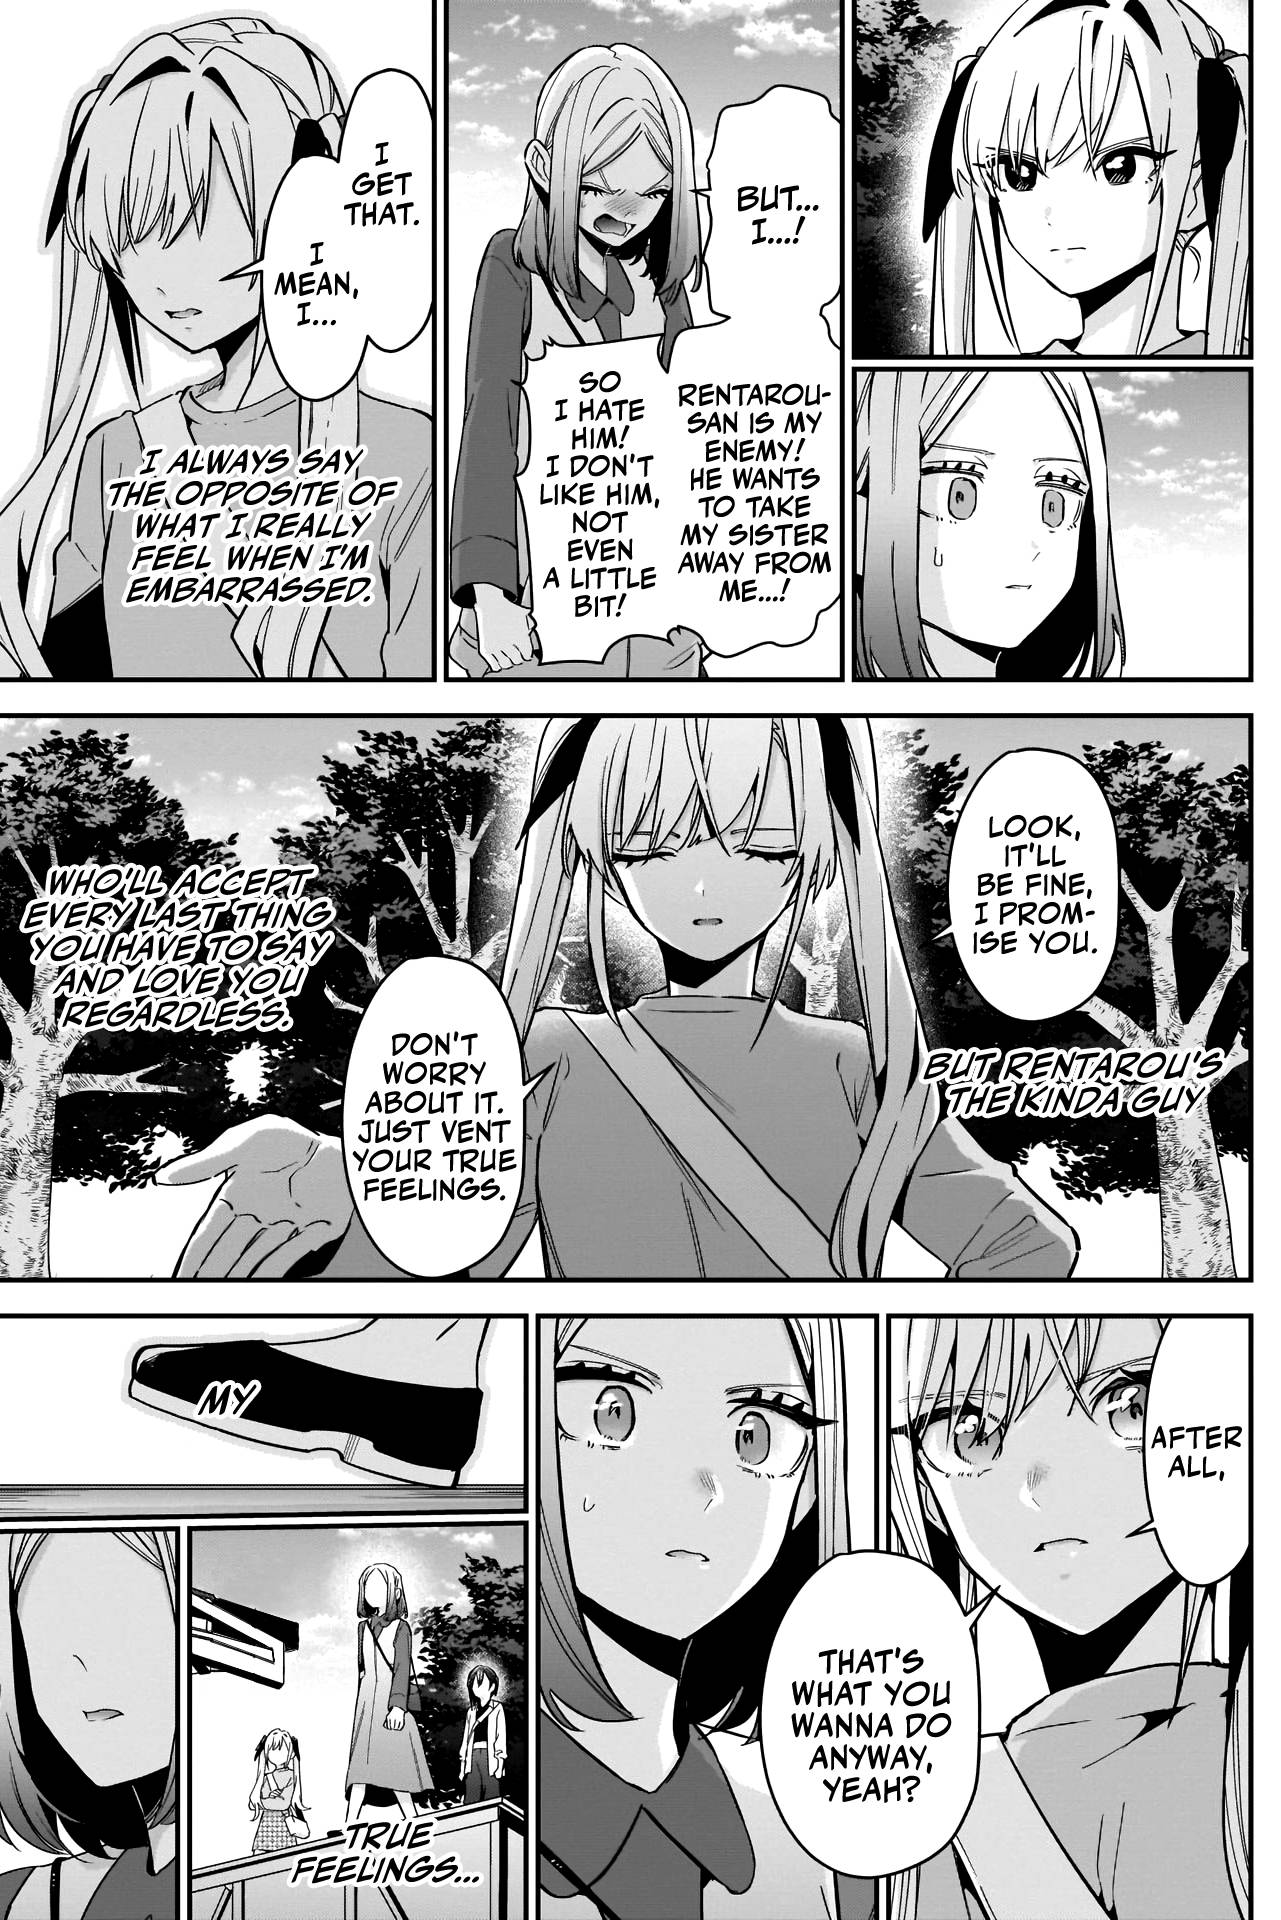 BUT...
I...!
RENTAROU-
SAN IS MY
ENEMY!
HE WANTS
TO TAKE
MY SISTER
AWAY FROM
ME...!
SO
I HATE
HIM!
I DON'T
LIKE HIM,
NOT
EVEN
A LITTLE
BIT!
I
GET
THAT.
I
MEAN,
I...
I ALWAYS SAY
THE OPPOSITE OF
WHAT I REALLY
FEEL WHEN I'M
EMBARRASSED.
LOOK,
IT'LL
BE FINE,
I PROM-
ISE YOU.
BUT RENTAROU'S
THE KINDA GUY
WHO'LL ACCEPT
EVERY LAST THING
YOU HAVE TO SAY
AND LOVE YOU
REGARDLESS.
DON'T
WORRY
ABOUT IT.
JUST VENT
YOUR TRUE
FEELINGS.
AFTER
ALL,
THAT'S
WHAT YOU
WANNA DO
ANYWAY,
YEAH?
MY
TRUE
FEELINGS...